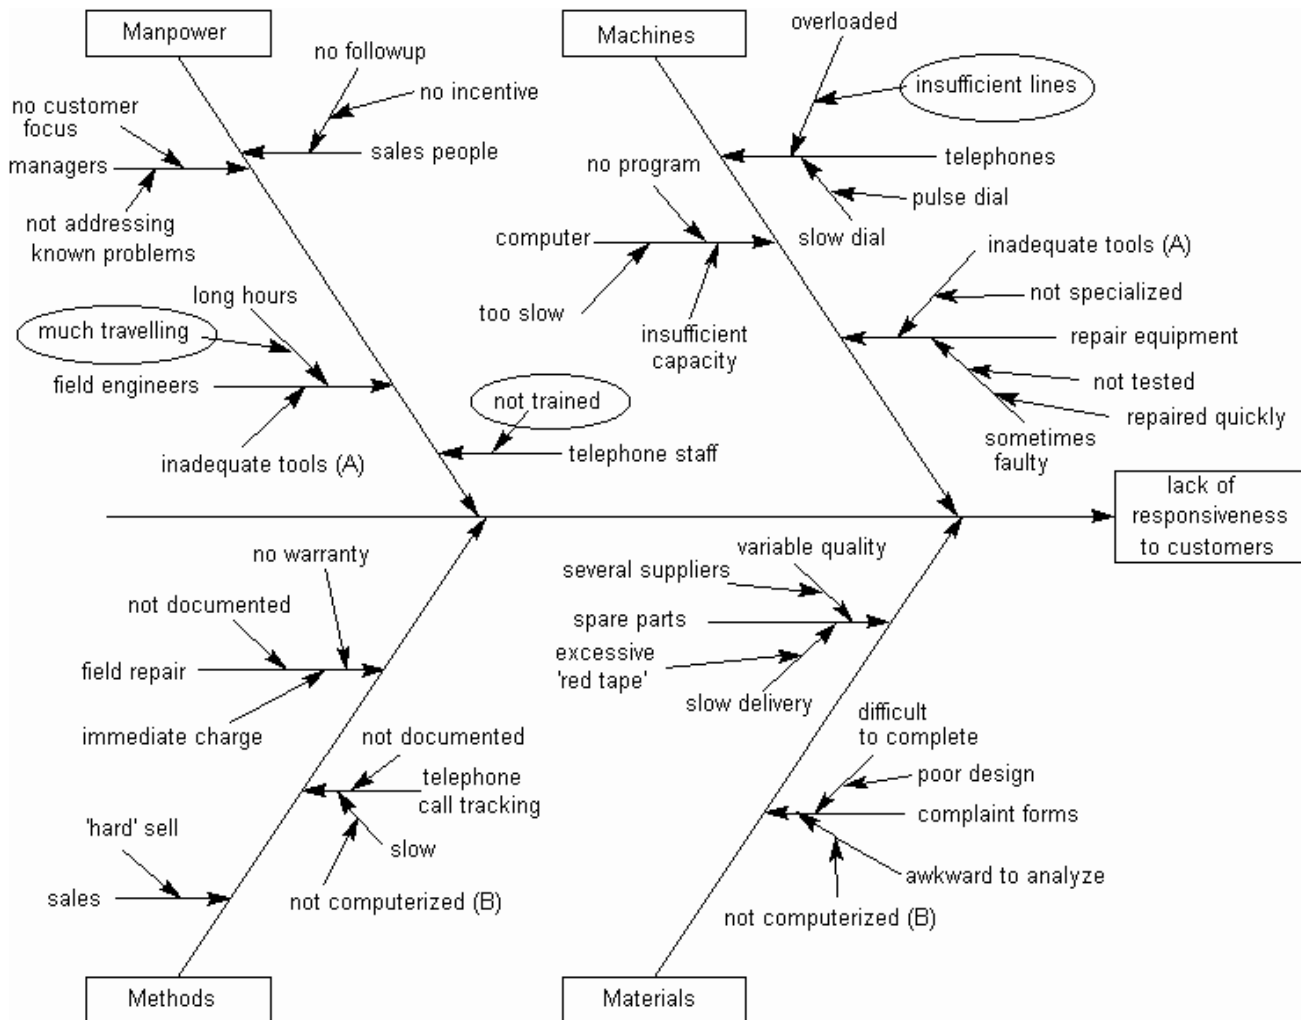 Manpower
Machines
overloaded
no followup
insufficient lines
no incentive
no customer
focus
sales people
managers
no program
telephones
pulse dial
not addressing
known problems
computer
slow dial
inadequate tools (A)
long hours
not specialized
too slow
much travelling
insufficient
capacity
repair equipment
field engineers
not trained
not tested
repaired quickly
inadequate tools (A)
telephone staff
sometimes
faulty
lack of
responsiveness
to customers
no warranty
variable quality
several suppliers
not documented
spare parts
field repair
excessive
'red tape'
slow delivery
immediate charge
not documented
difficult
to complete
telephone
call tracking
poor design
complaint forms
'hard' sell
slow
awkward to analyze
sales
not computerized (B)
not computerized (B)
Methods
Materials